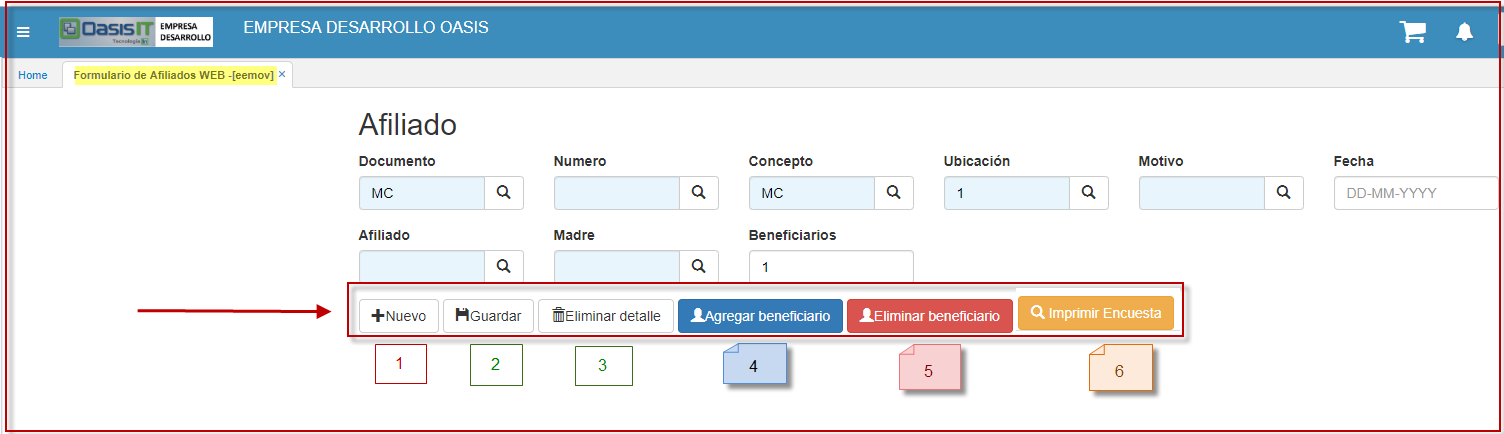 OasisIT EMPRESA
Tecnología In DESARROLLO
EMPRESA DESARROLLO OASIS
Home Formulario de Afiliados WEB -[eemov] ×
Afiliado
Documento Numero Concepto Ubicación Motivo Fecha
MC MC 1 DD-MM-YYYY
Afiliado Madre Beneficiarios
1
Nuevo Guardar Eliminar detalle Agregar beneficiario Eliminar beneficiario Imprimir Encuesta
1 2 3 4 5 6